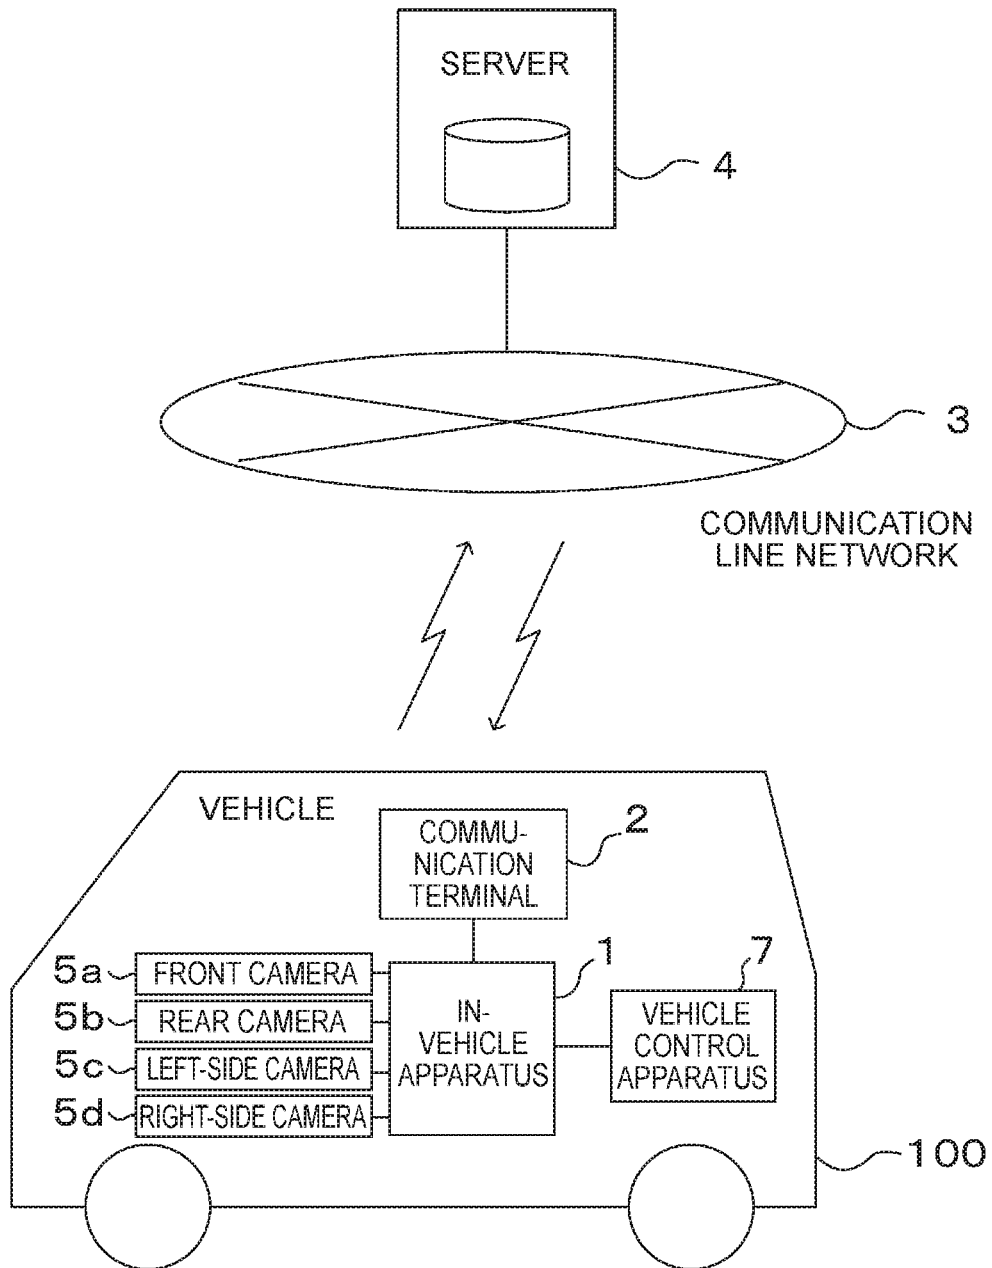 SERVER
4
3
COMMUNICATION
LINE NETWORK
VEHICLE
COMMU-
NICATION
TERMINAL
2
5a
FRONT CAMERA
5b
REAR CAMERA
5c
LEFT-SIDE CAMERA
5d
RIGHT-SIDE CAMERA
1
IN-
VEHICLE
APPARATUS
7
VEHICLE
CONTROL
APPARATUS
100